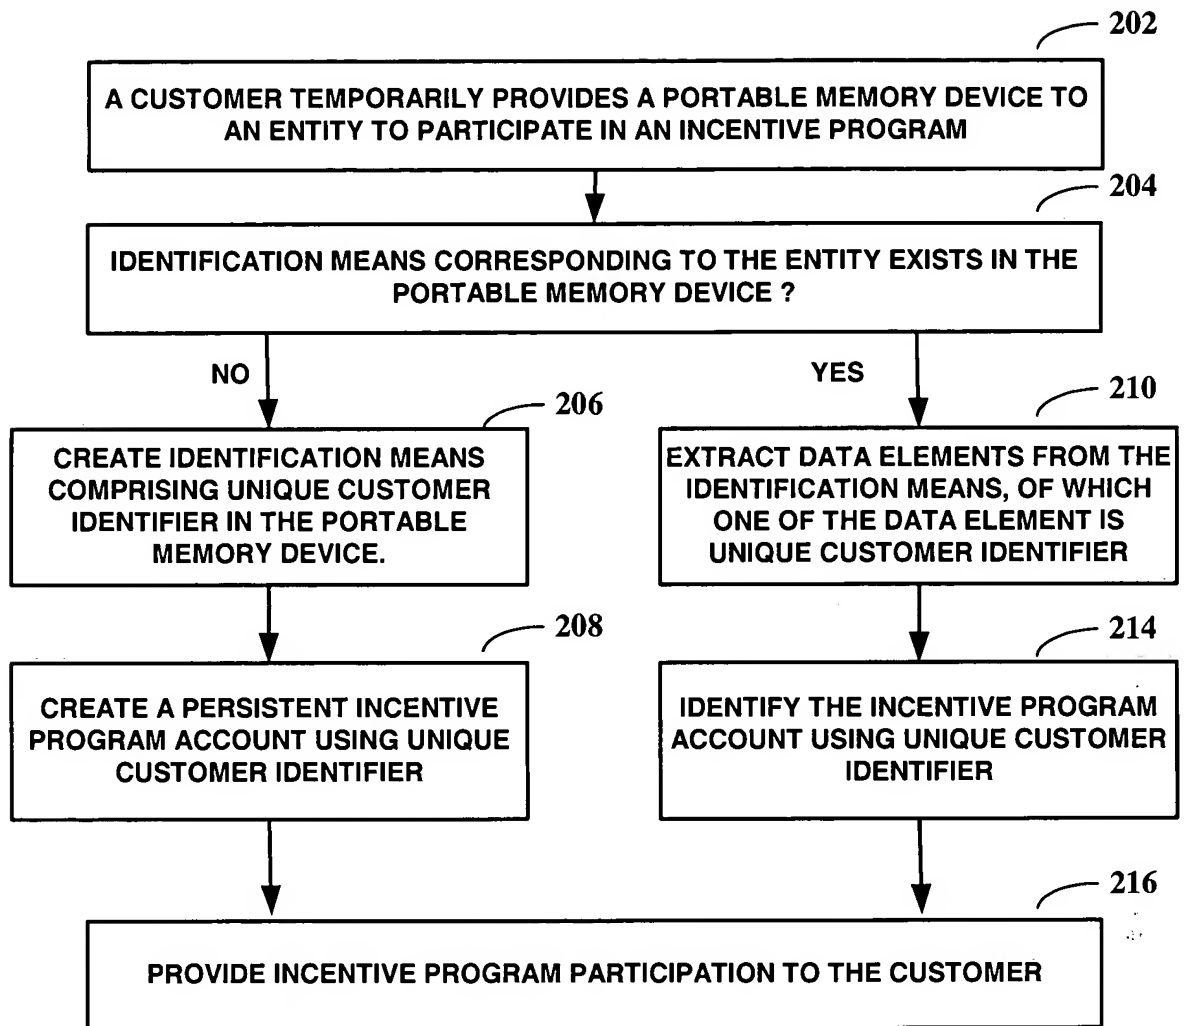 202
A CUSTOMER TEMPORARILY PROVIDES A PORTABLE MEMORY DEVICE TO
AN ENTITY TO PARTICIPATE IN AN INCENTIVE PROGRAM
204
IDENTIFICATION MEANS CORRESPONDING TO THE ENTITY EXISTS IN THE
PORTABLE MEMORY DEVICE ?
NO
YES
206
CREATE IDENTIFICATION MEANS
COMPRISING UNIQUE CUSTOMER
IDENTIFIER IN THE PORTABLE
MEMORY DEVICE.
210
EXTRACT DATA ELEMENTS FROM THE
IDENTIFICATION MEANS, OF WHICH
ONE OF THE DATA ELEMENT IS
UNIQUE CUSTOMER IDENTIFIER
208
CREATE A PERSISTENT INCENTIVE
PROGRAM ACCOUNT USING UNIQUE
CUSTOMER IDENTIFIER
214
IDENTIFY THE INCENTIVE PROGRAM
ACCOUNT USING UNIQUE CUSTOMER
IDENTIFIER
216
PROVIDE INCENTIVE PROGRAM PARTICIPATION TO THE CUSTOMER